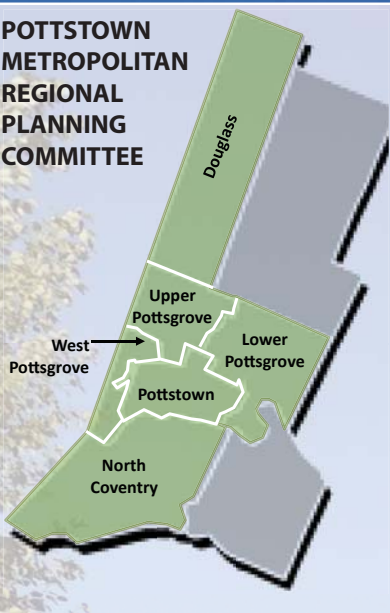 POTTSTOWN
METROPOLITAN
REGIONAL
PLANNING
COMMITTEE
Douglass
Upper
Pottsgrove
West
Pottsgrove
Lower
Pottsgrove
Pottstown
North
Coventry